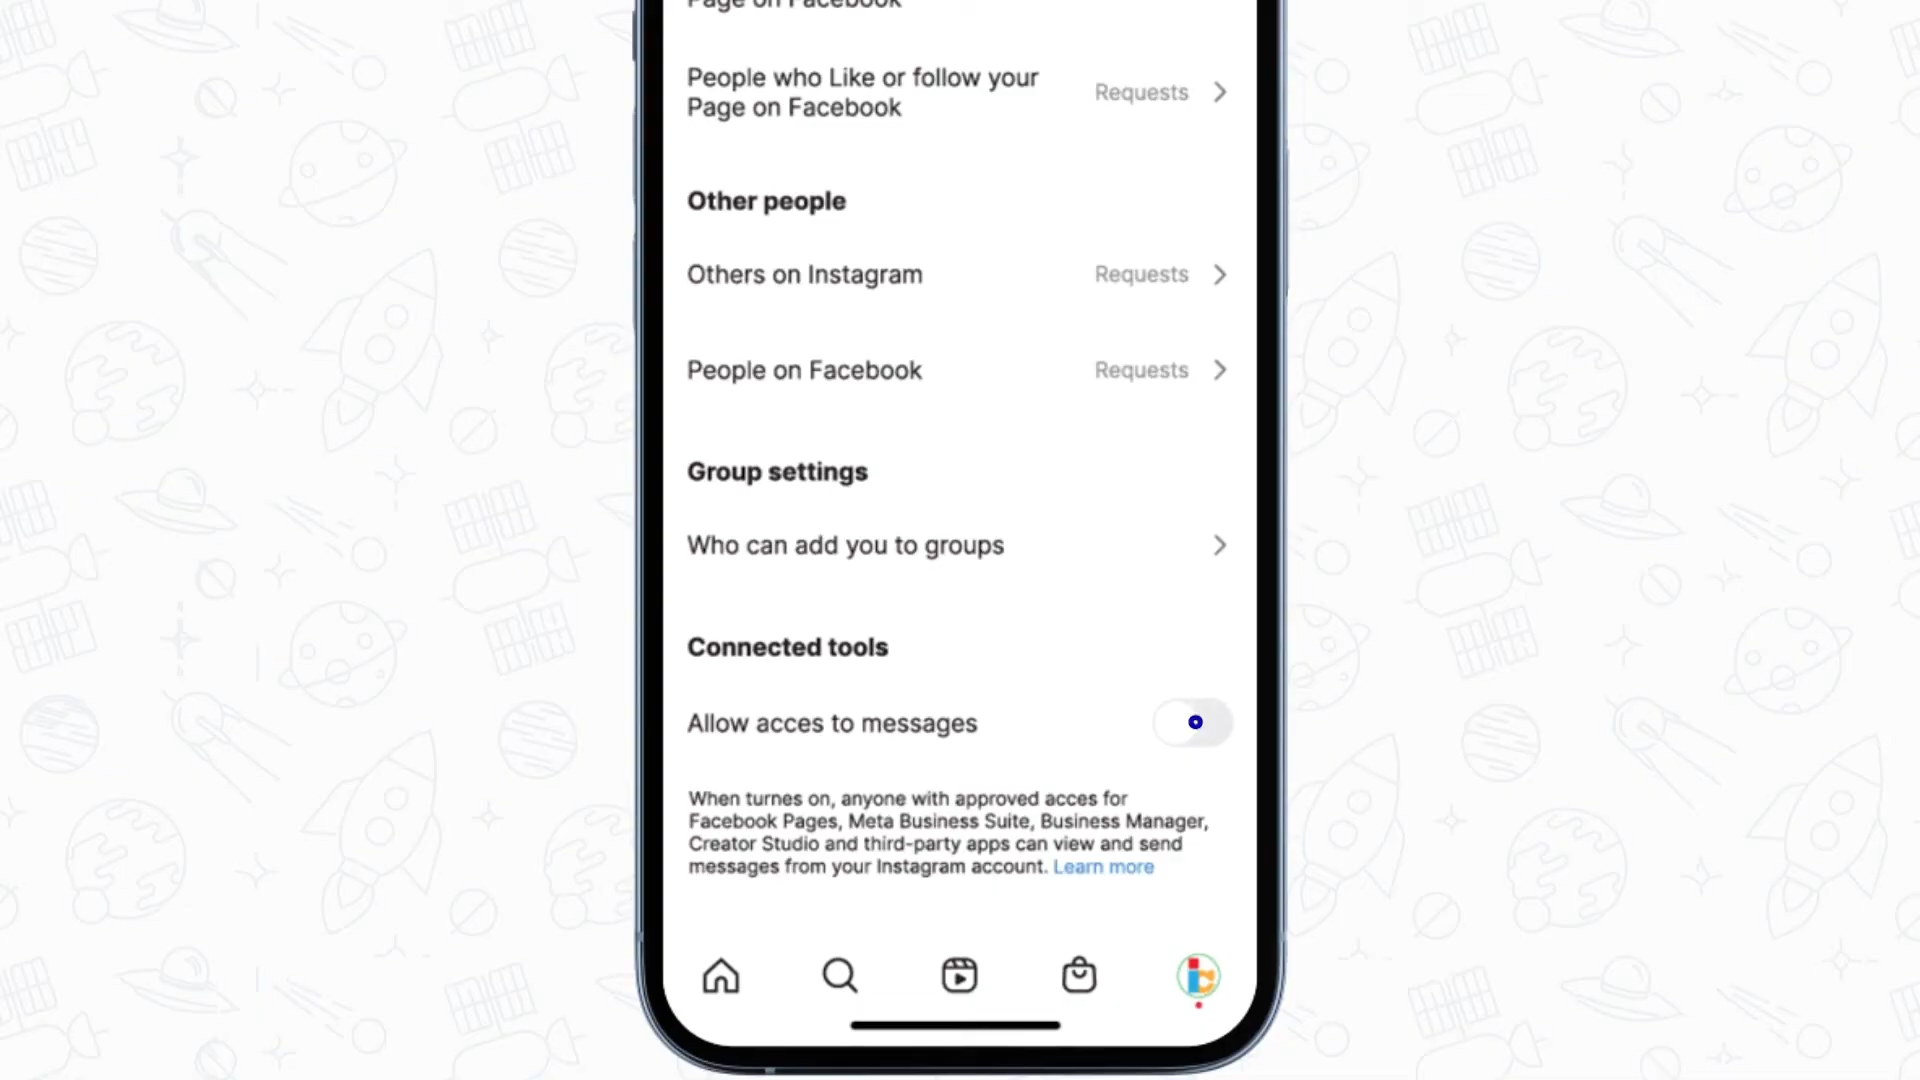 Page on Facebook
People who Like or follow your
Page on Facebook
Requests
Other people
Others on Instagram
Requests
People on Facebook
Requests
Group settings
Who can add you to groups
Connected tools
Allow acces to messages
When turnes on, anyone with approved acces for
Facebook Pages, Meta Business Suite, Business Manager,
Creator Studio and third-party apps can view and send
messages from your Instagram account. Learn more